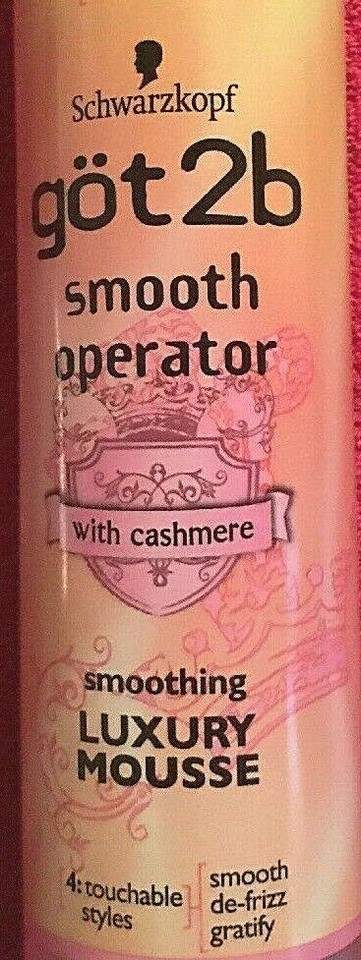 Schwarzkopf
göt2b
smooth
operator
with cashmere
smoothing
LUXURY
MOUSSE
4: touchable
styles
smooth
de-frizz
gratify